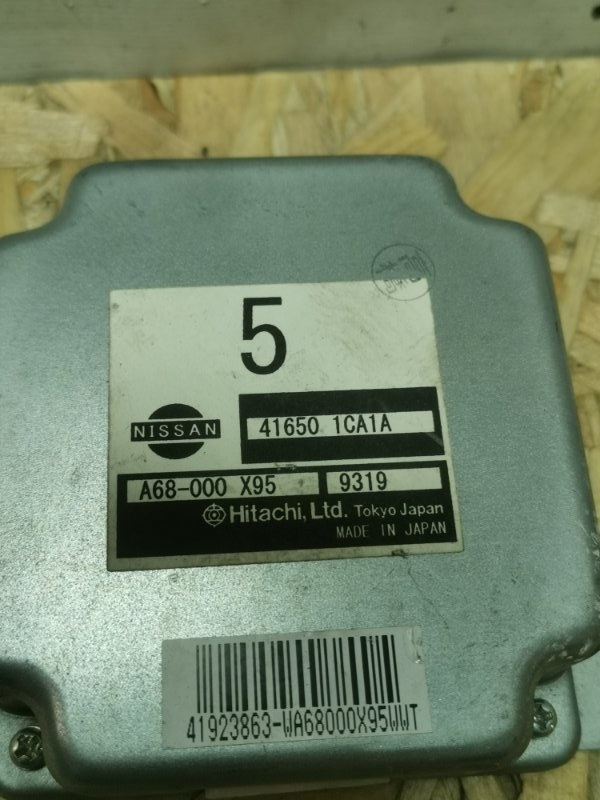 5
NISSAN
41650 1CA1A
A68-000 X95
9319
Hitachi, Ltd. Tokyo Japan
MADE IN JAPAN
41923863-WA68000X95WWT